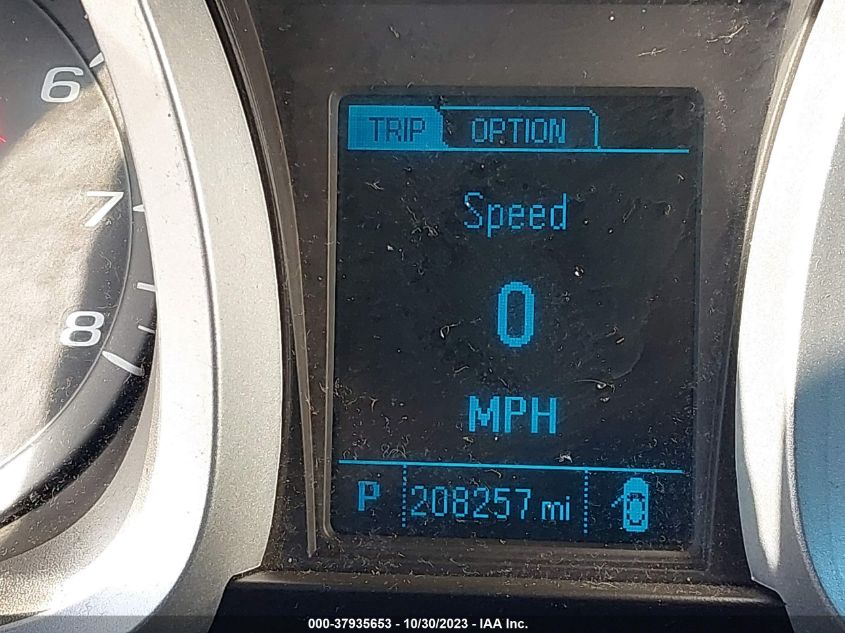 6
7
8
TRIP OPTION
Speed
0
MPH
P 208257 mi
000-37935653 - 10/30/2023 - IAA Inc.